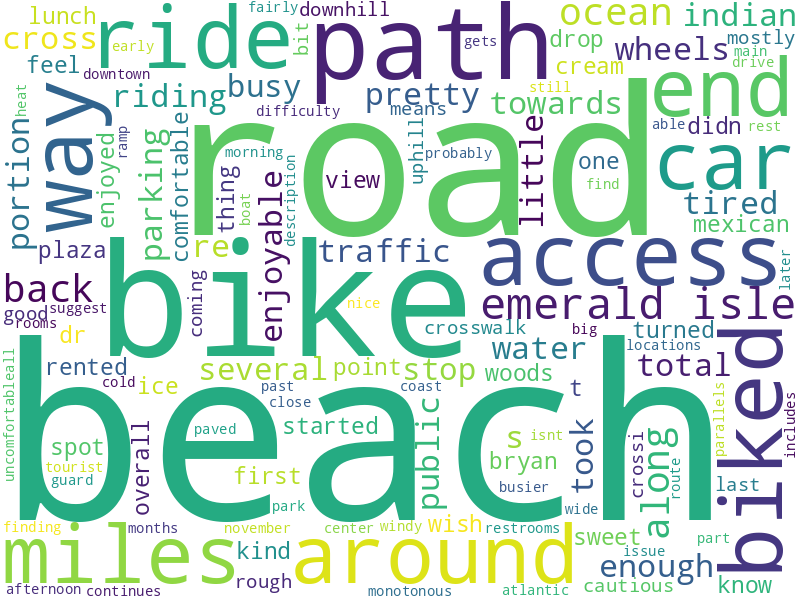 lunch
ride
fairly
downhill
path
ocean
indian
cross
early
bit
gets
drop
wheels
mostly
feel
downtown
cream
main
drive
end
heat
way
riding
busy
pretty
means
towards
portion
ramp
difficulty
road
able
didn
rest
enjoyed
parking
comfortable
thing
morning
boat
description
view
uphill
probably
little
one
find
car
tired
mexican
plaza
re
enjoyable
traffic
access
later
back
good
suggest
rooms
coming
bike
nice
emerald isle
dr
crosswalk
big
turned
locations
rented
cold
ice
several
point
stop
water
woods
total
past
close
coast
t
biked
uncomfortableall
beach
spot
tourist
guard
overall
paved
started
first
park
public
s
isnt
bryan
busier
took
wide
crossi
along
route
parallels
last
includes
finding
months
november
center
windy
wish
restrooms
sweet
part
miles
kind
rough
around
issue
enough
cautious
know
afternoon
continues
monotonous
atlantic
still